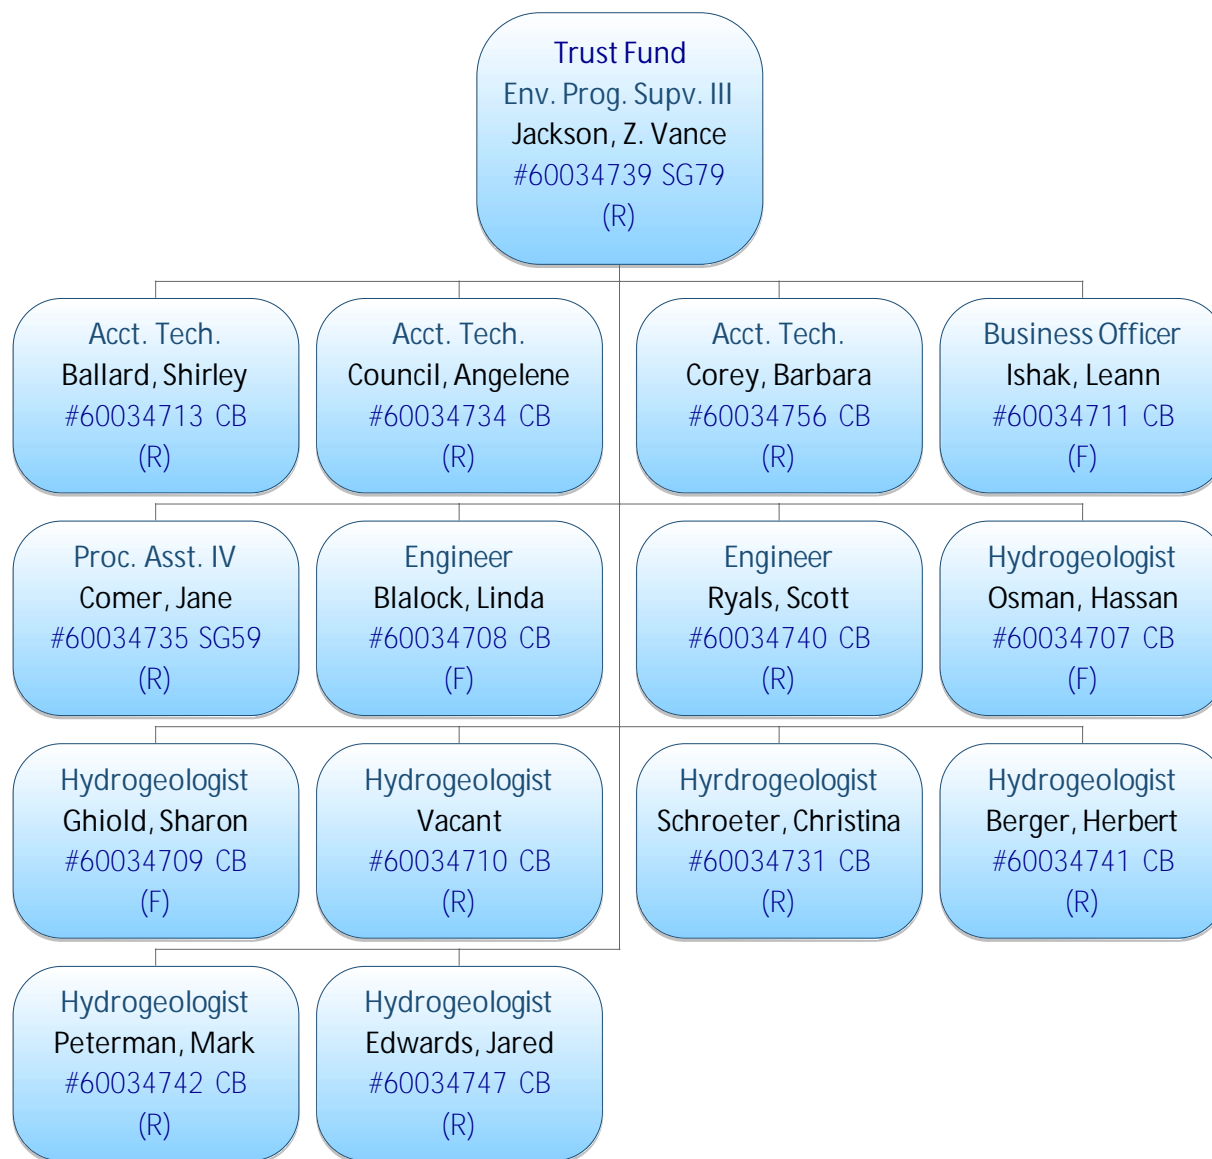 Trust Fund
Env. Prog. Supv. III
Jackson, Z. Vance
#60034739 SG79
(R)
Acct. Tech.
Ballard, Shirley
#60034713 CB
(R)
Acct. Tech.
Council, Angelene
#60034734 CB
(R)
Acct. Tech.
Corey, Barbara
#60034756 CB
(R)
Business Officer
Ishak, Leann
#60034711 CB
(F)
Proc. Asst. IV
Comer, Jane
#60034735 SG59
(R)
Engineer
Blalock, Linda
#60034708 CB
(F)
Engineer
Ryals, Scott
#60034740 CB
(R)
Hydrogeologist
Osman, Hassan
#60034707 CB
(F)
Hydrogeologist
Ghiold, Sharon
#60034709 CB
(F)
Hydrogeologist
Vacant
#60034710 CB
(R)
Hyrdrogeologist
Schroeter, Christina
#60034731 CB
(R)
Hydrogeologist
Berger, Herbert
#60034741 CB
(R)
Hydrogeologist
Peterman, Mark
#60034742 CB
(R)
Hydrogeologist
Edwards, Jared
#60034747 CB
(R)